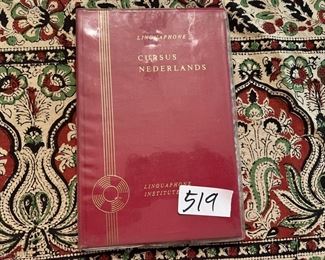 LINGUAPHONE
CURSUS
NEDERLANDS
LINGUAPHONE
INSTITUTE
519